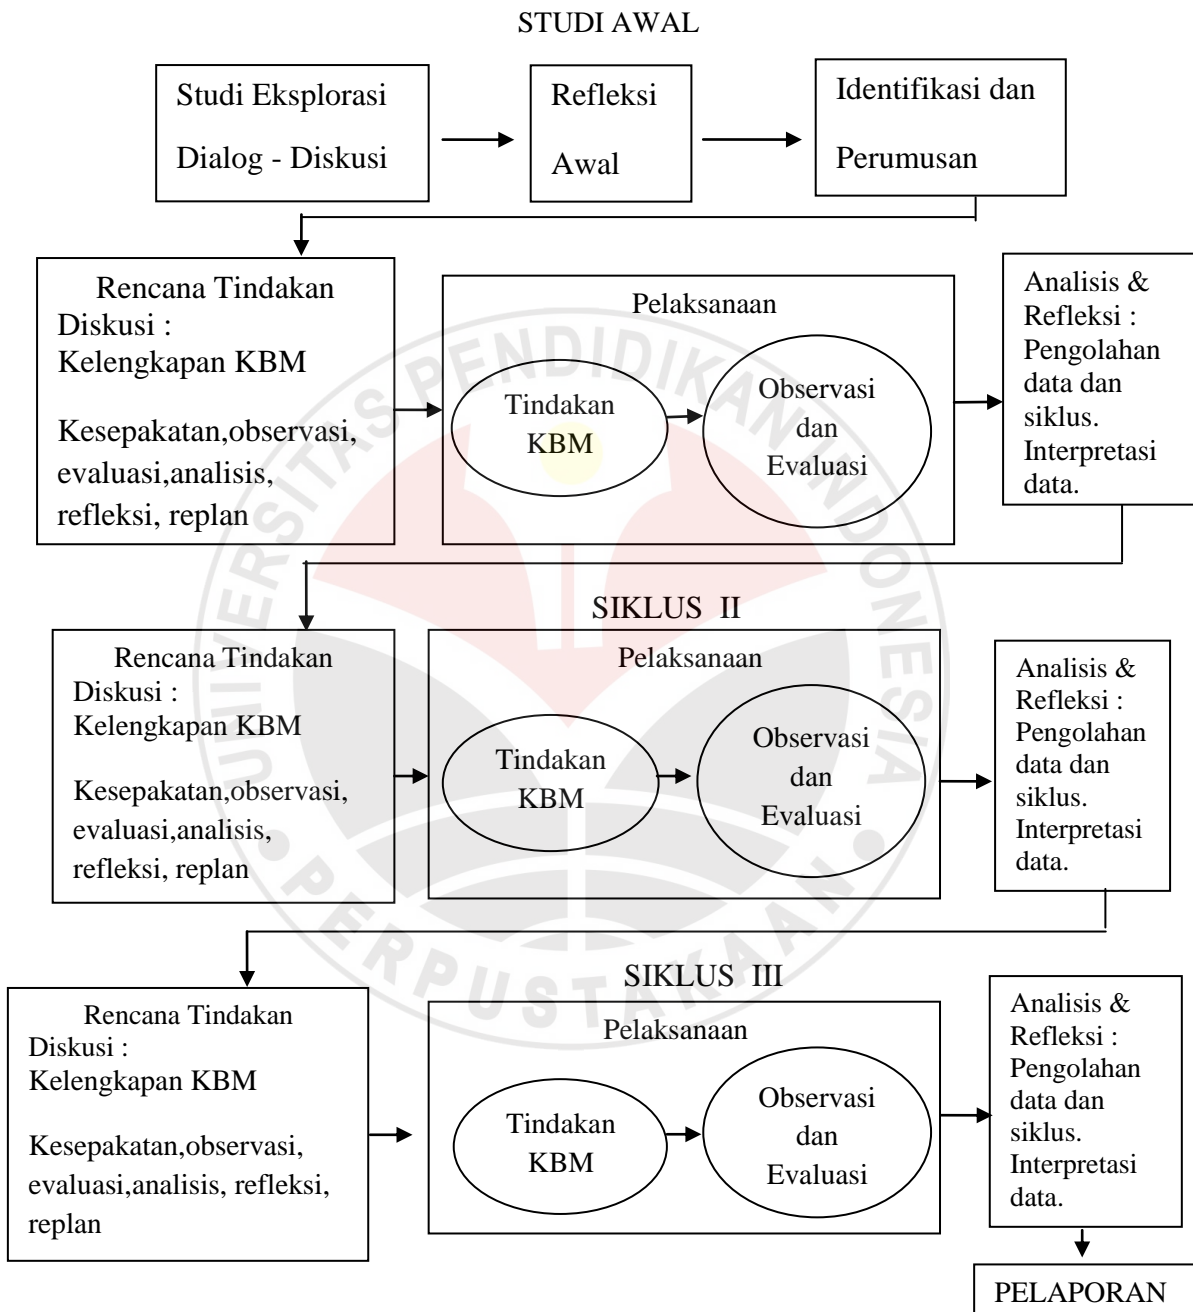 STUDI AWAL
Studi Eksplorasi
Dialog - Diskusi
Refleksi
Awal
Identifikasi dan
Perumusan
Rencana Tindakan
Diskusi :
Kelengkapan KBM
Kesepakatan,observasi,
evaluasi,analisis,
refleksi, replan
Pelaksanaan
Tindakan
KBM
Observasi
dan
Evaluasi
Analisis &
Refleksi :
Pengolahan
data dan
siklus.
Interpretasi
data.
SIKLUS II
Rencana Tindakan
Diskusi :
Kelengkapan KBM
Kesepakatan,observasi,
evaluasi,analisis,
refleksi, replan
Pelaksanaan
Tindakan
KBM
Observasi
dan
Evaluasi
Analisis &
Refleksi :
Pengolahan
data dan
siklus.
Interpretasi
data.
SIKLUS III
Rencana Tindakan
Diskusi :
Kelengkapan KBM
Kesepakatan,observasi,
evaluasi,analisis, refleksi,
replan
Pelaksanaan
Tindakan
KBM
Observasi
dan
Evaluasi
Analisis &
Refleksi :
Pengolahan
data dan
siklus.
Interpretasi
data.
PELAPORAN
UNIVERSITAS PENDIDIKAN INDONESIA
PERPUSTAKAAN